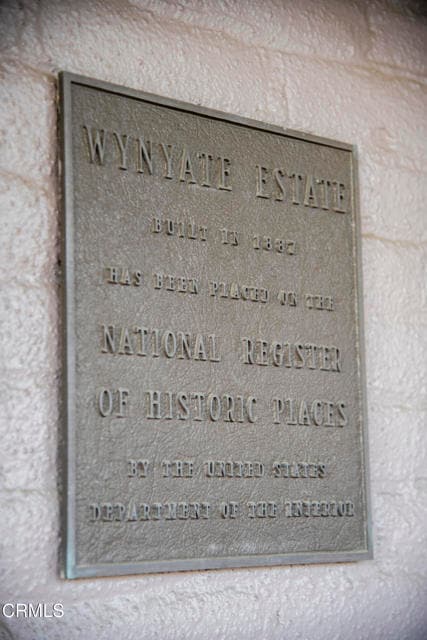 WYNYATE ESTATE
BUILT IN 1887
HAS BEEN PLACED ON THE
NATIONAL REGISTER
OF HISTORIC PLACES
BY THE UNITED STATES
DEPARTMENT OF THE INTERIOR
CRMLS